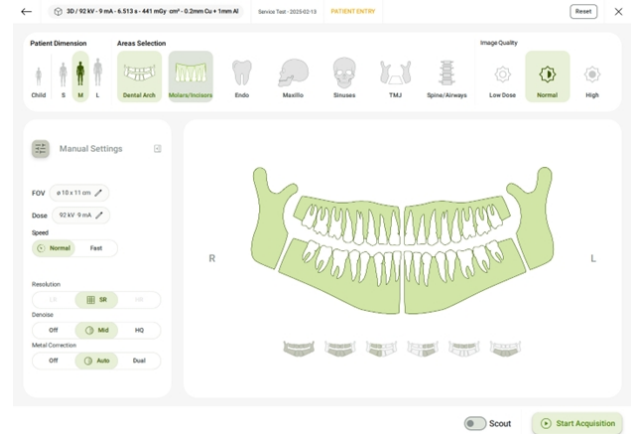 3D / 92 kV - 9 mA - 6.513 s - 441 mGy cm² - 0.2mm Cu + 1mm Al
Service Test - 2025-02-13
PATIENT ENTRY
Reset
Patient Dimension
Areas Selection
Image Quality
Child S M L
Dental Arch Molars/Incisors Endo Maxillo Sinuses TMJ Spine/Airways
Low Dose Normal High
Manual Settings
FOV ø 10 x 11 cm
Dose 92 kV 9 mA
Speed
Normal Fast
R L
Resolution
SR
Denoise
Off Mid HQ
Metal Correction
Off Auto Dual
Scout
Start Acquisition